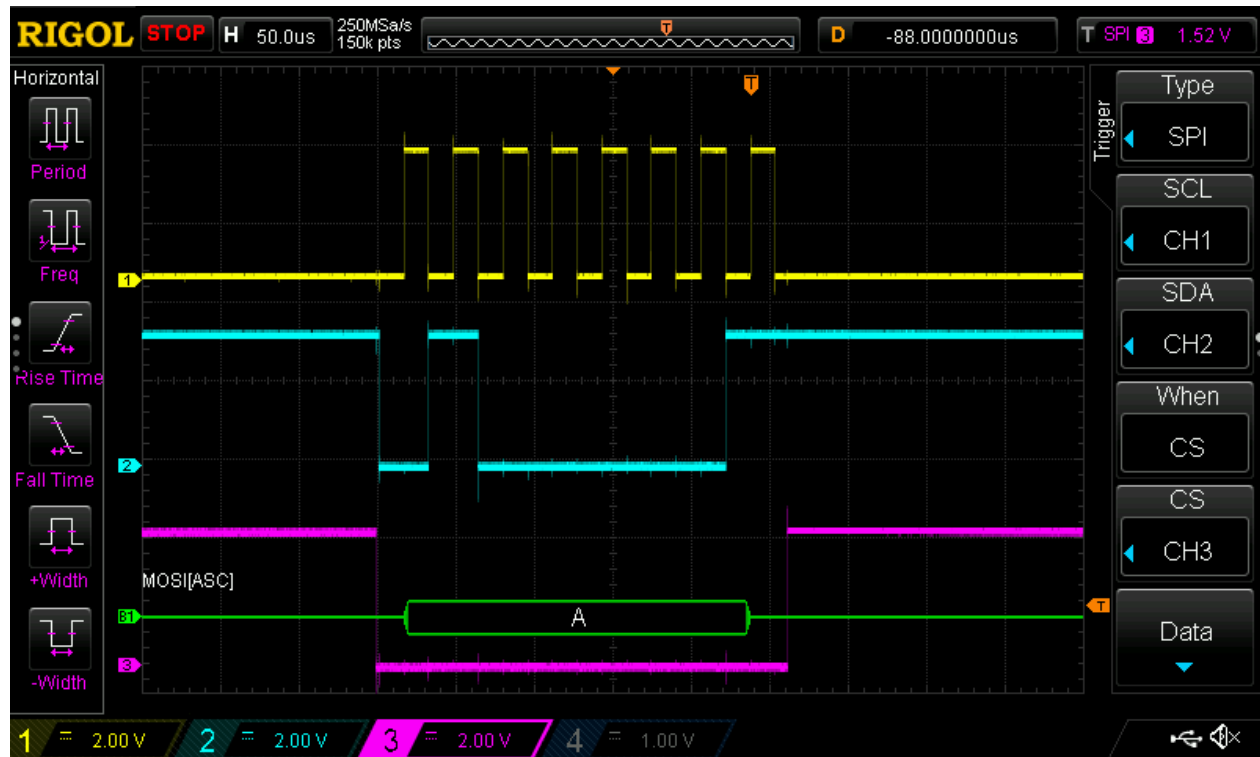 RIGOL STOP H 50.0us 250MSa/s 150k pts T D -88.0000000us T SPI 3 1.52 V
Horizontal
Period
Freq
Rise Time
Fall Time
+Width
-Width
T
1
2
MOSI[ASC]
B1 A
T
3
Trigger
Type
SPI
SCL
CH1
SDA
CH2
When
CS
CS
CH3
Data
1 2.00 V 2 2.00 V 3 2.00 V 4 1.00 V